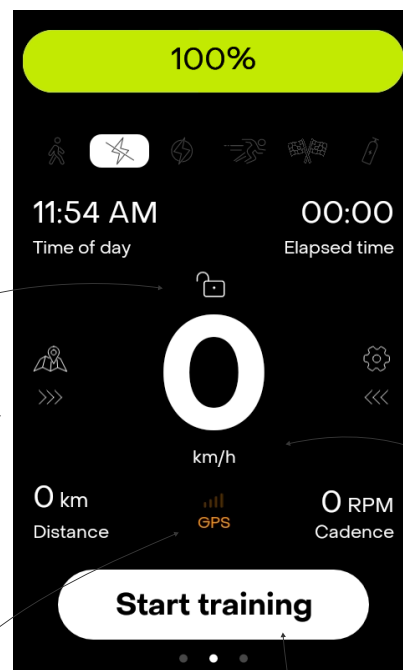 100%
11:54 AM 00:00
Time of day Elapsed time
0
km/h
0 km 0 RPM
GPS
Distance Cadence
Start training